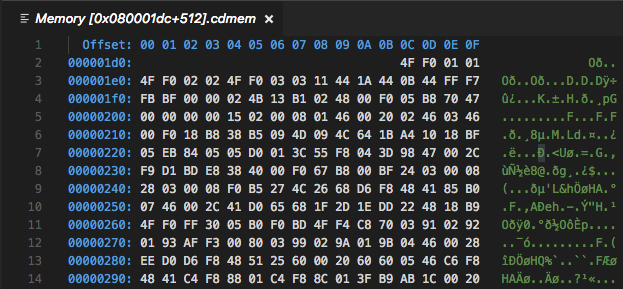 Memory [0x080001dc+512].cdmem ×
1 Offset: 00 01 02 03 04 05 06 07 08 09 0A 0B 0C 0D 0E 0F
2 000001d0: 4F F0 01 01 Oð..
3 000001e0: 4F F0 02 02 4F F0 03 03 11 44 1A 44 0B 44 FF F7 Oð..Oð...D.D.Dÿ÷
4 000001f0: FB BF 00 00 02 4B 13 B1 02 48 00 F0 05 B8 70 47 û¿...K.±.H.ð.¸pG
5 00000200: 00 00 00 00 15 02 00 08 01 46 00 20 02 46 03 46 .........F...F.F
6 00000210: 00 F0 18 B8 38 B5 09 4D 09 4C 64 1B A4 10 18 BF .ð.¸8µ.M.Ld.¤..¿
7 00000220: 05 EB 84 05 05 D0 01 3C 55 F8 04 3D 98 47 00 2C .ë...Ð.<Uø.=.G.,
8 00000230: F9 D1 BD E8 38 40 00 F0 67 B8 00 BF 24 03 00 08 ùÑ½è8@.ðg¸.¿$...
9 00000240: 28 03 00 08 F0 B5 27 4C 26 68 D6 F8 48 41 85 B0 (...ðµ'L&hÖøHA.°
10 00000250: 07 46 00 2C 41 D0 65 68 1F 2D 1E DD 22 48 18 B9 .F.,AÐeh.-.Ý"H.¹
11 00000260: 4F F0 FF 30 05 B0 F0 BD 4F F4 C8 70 03 91 02 92 Oðÿ0.°ð½OôÈp....
12 00000270: 01 93 AF F3 00 80 03 99 02 9A 01 9B 04 46 00 28 ..¯ó.........F.(
13 00000280: EE D0 D6 F8 48 51 25 60 00 20 60 60 05 46 C6 F8 îÐÖøHQ%`. ``.FÆø
14 00000290: 48 41 C4 F8 88 01 C4 F8 8C 01 3F B9 AB 1C 00 20 HAÄø..Äø..?¹«..